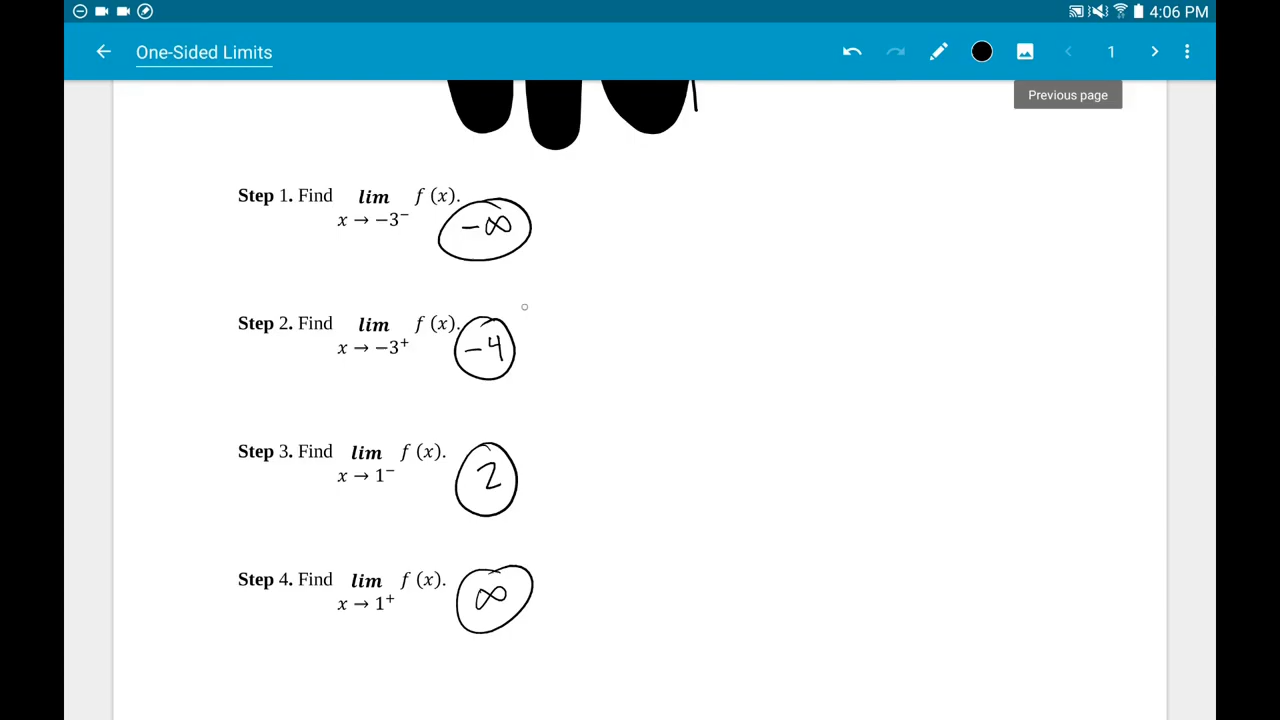 4:06 PM
One-Sided Limits
1
Previous page
Step 1. Find lim f (x).
x → −3⁻
−∞
Step 2. Find lim f (x).
x → −3⁺
−4
Step 3. Find lim f (x).
x → 1⁻
2
Step 4. Find lim f (x).
x → 1⁺
∞